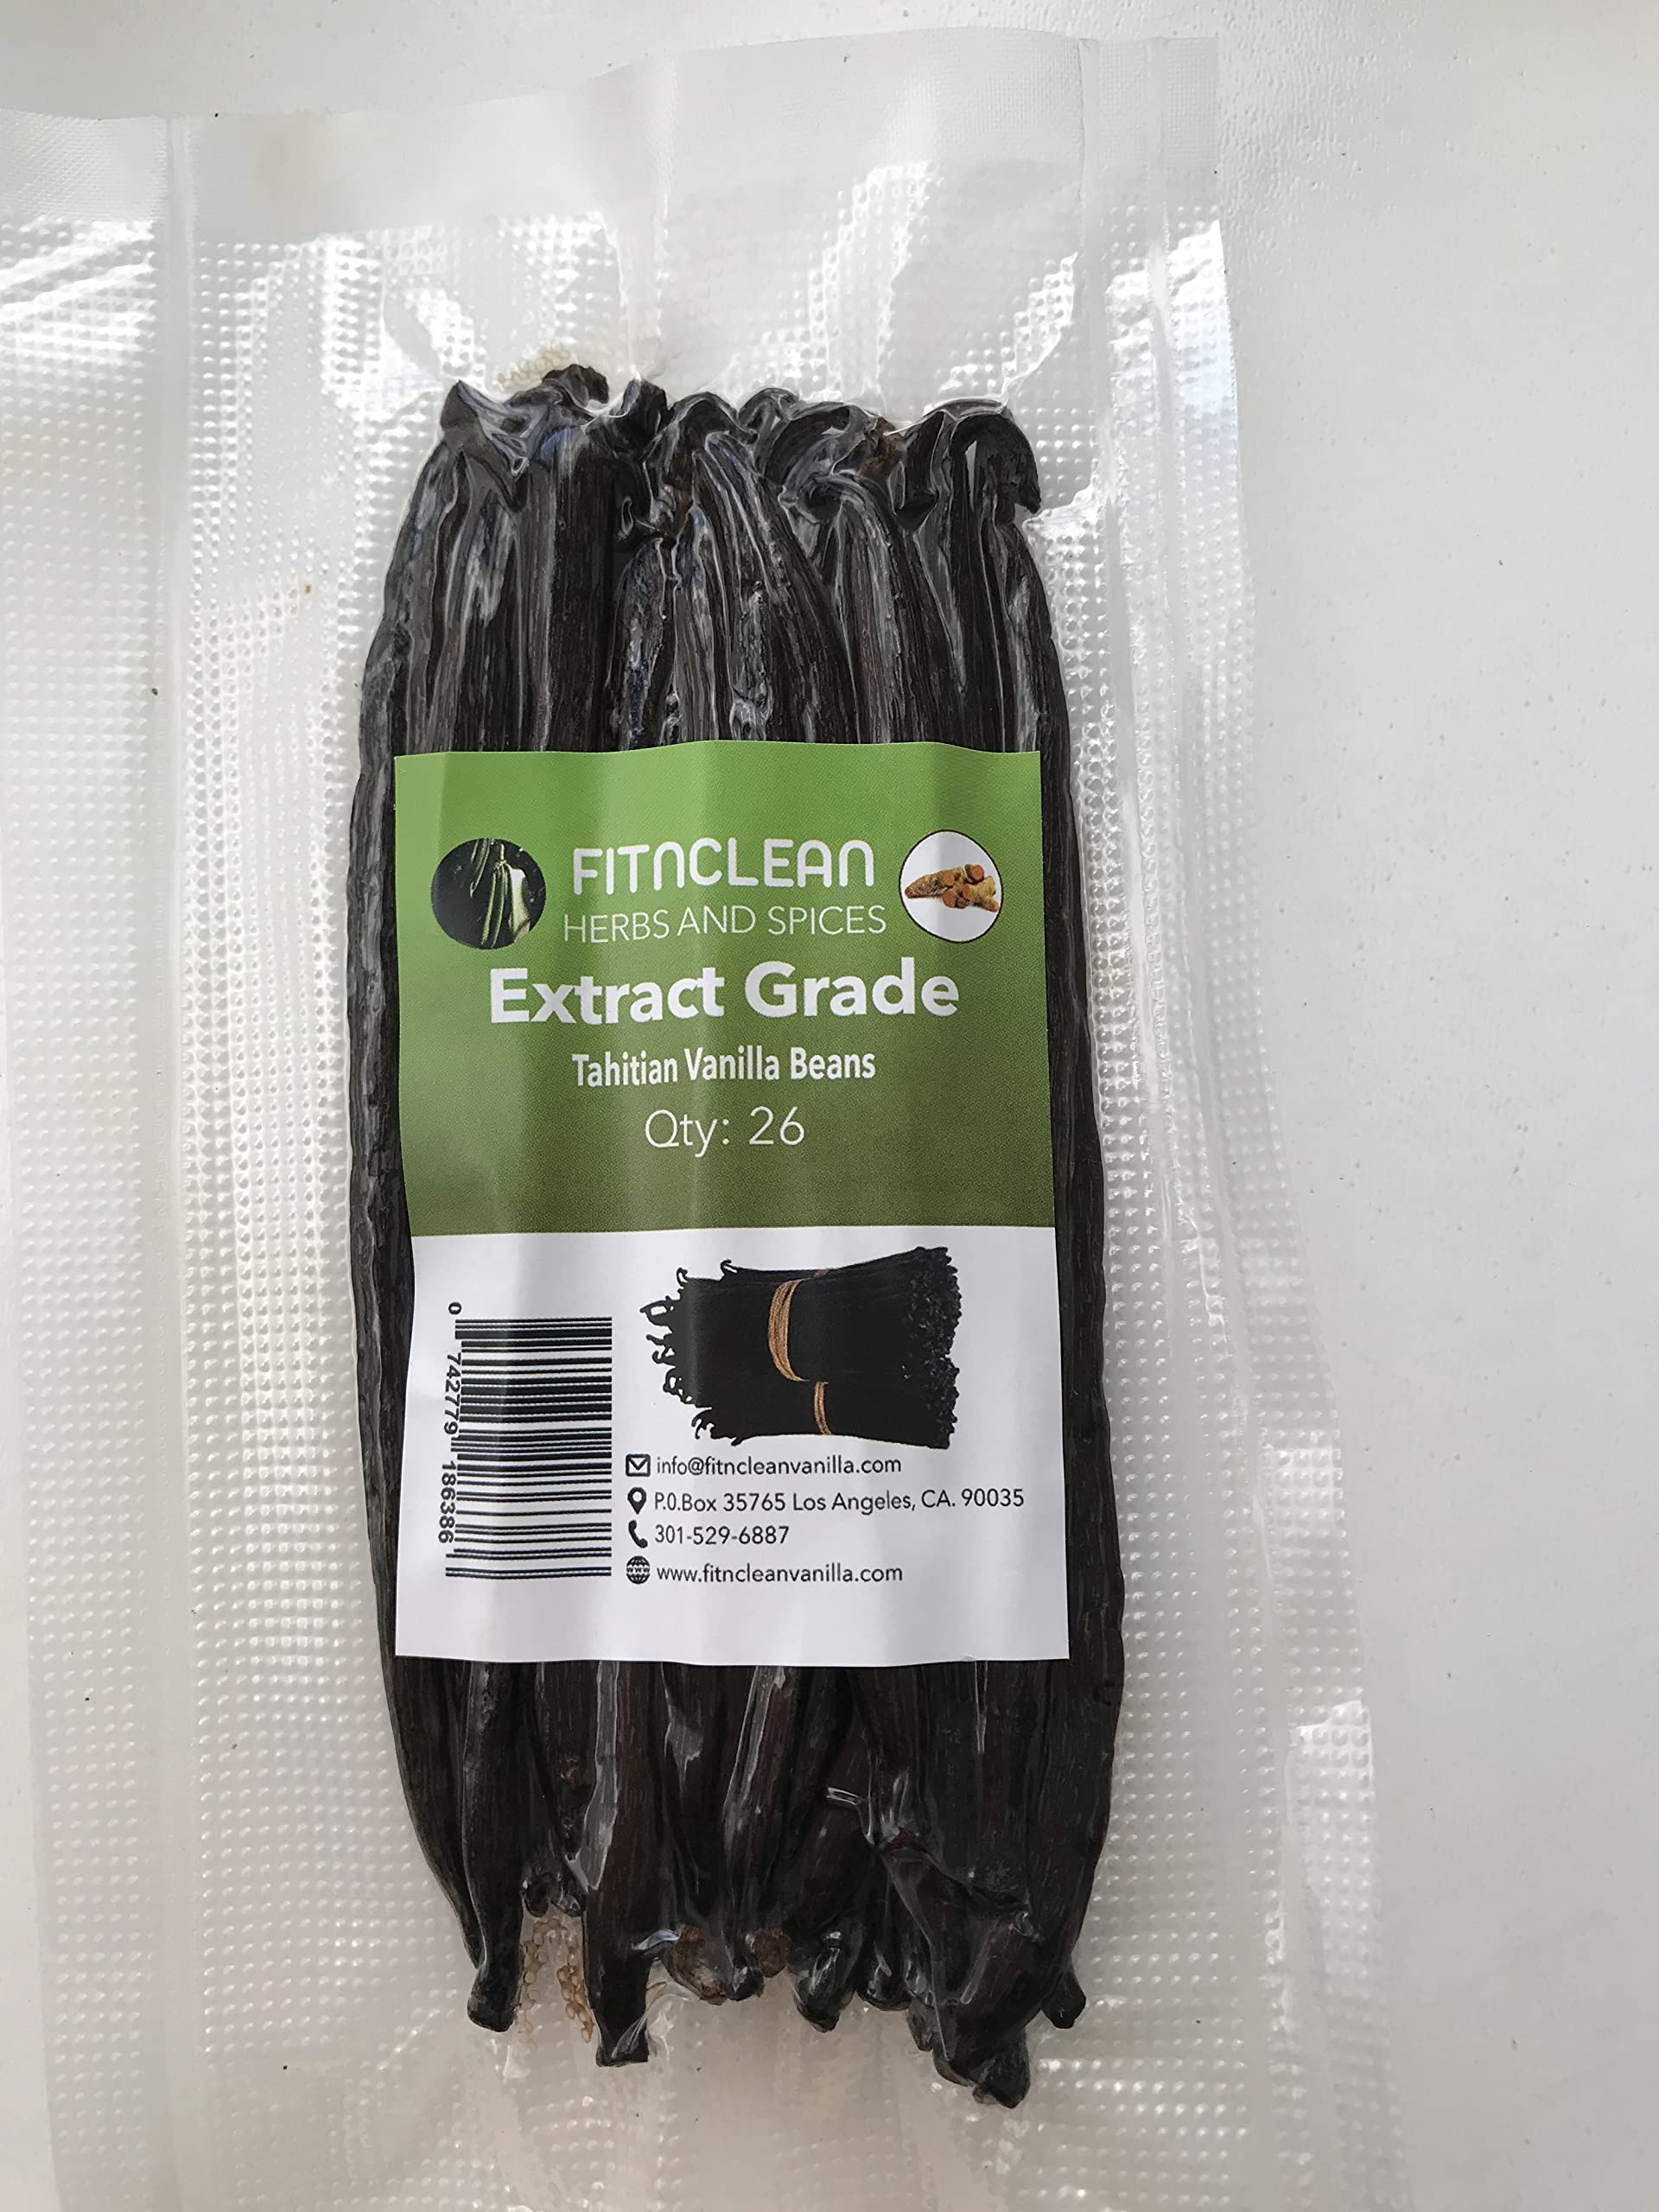 FITNCLEAN
HERBS AND SPICES
Extract Grade
Tahitian Vanilla Beans
Qty: 26
0 742779 186386
info@fitncleanvanilla.com
P.O.Box 35765 Los Angeles, CA. 90035
301-529-6887
www.fitncleanvanilla.com